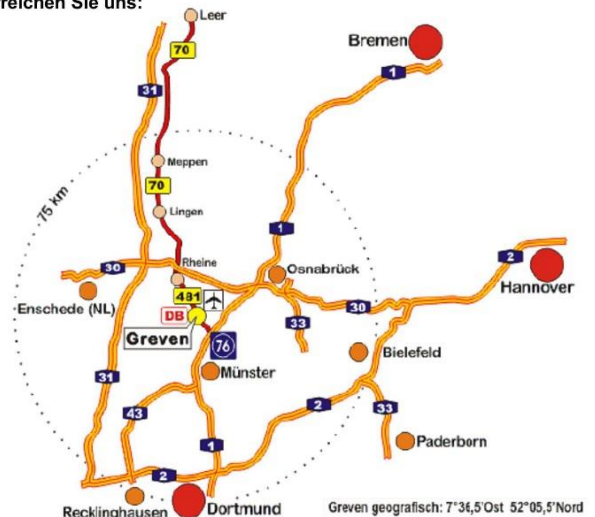 reichen Sie uns:
Leer
70
Bremen
1
31
Meppen
70
75 km
Lingen
1
2
Rheine
30
Osnabrück
Hannover
Enschede (NL)
481
30
DB
33
Greven
76
Bielefeld
31
Münster
2
43
33
1
Paderborn
2
Recklinghausen
Dortmund
Greven geografisch: 7°36,5'Ost 52°05,5'Nord